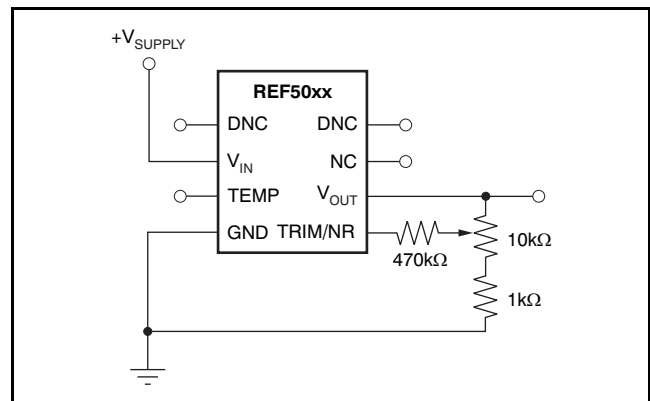 +VSUPPLY
REF50xx
DNC DNC
VIN NC
TEMP VOUT
GND TRIM/NR
10kΩ
470kΩ
1kΩ